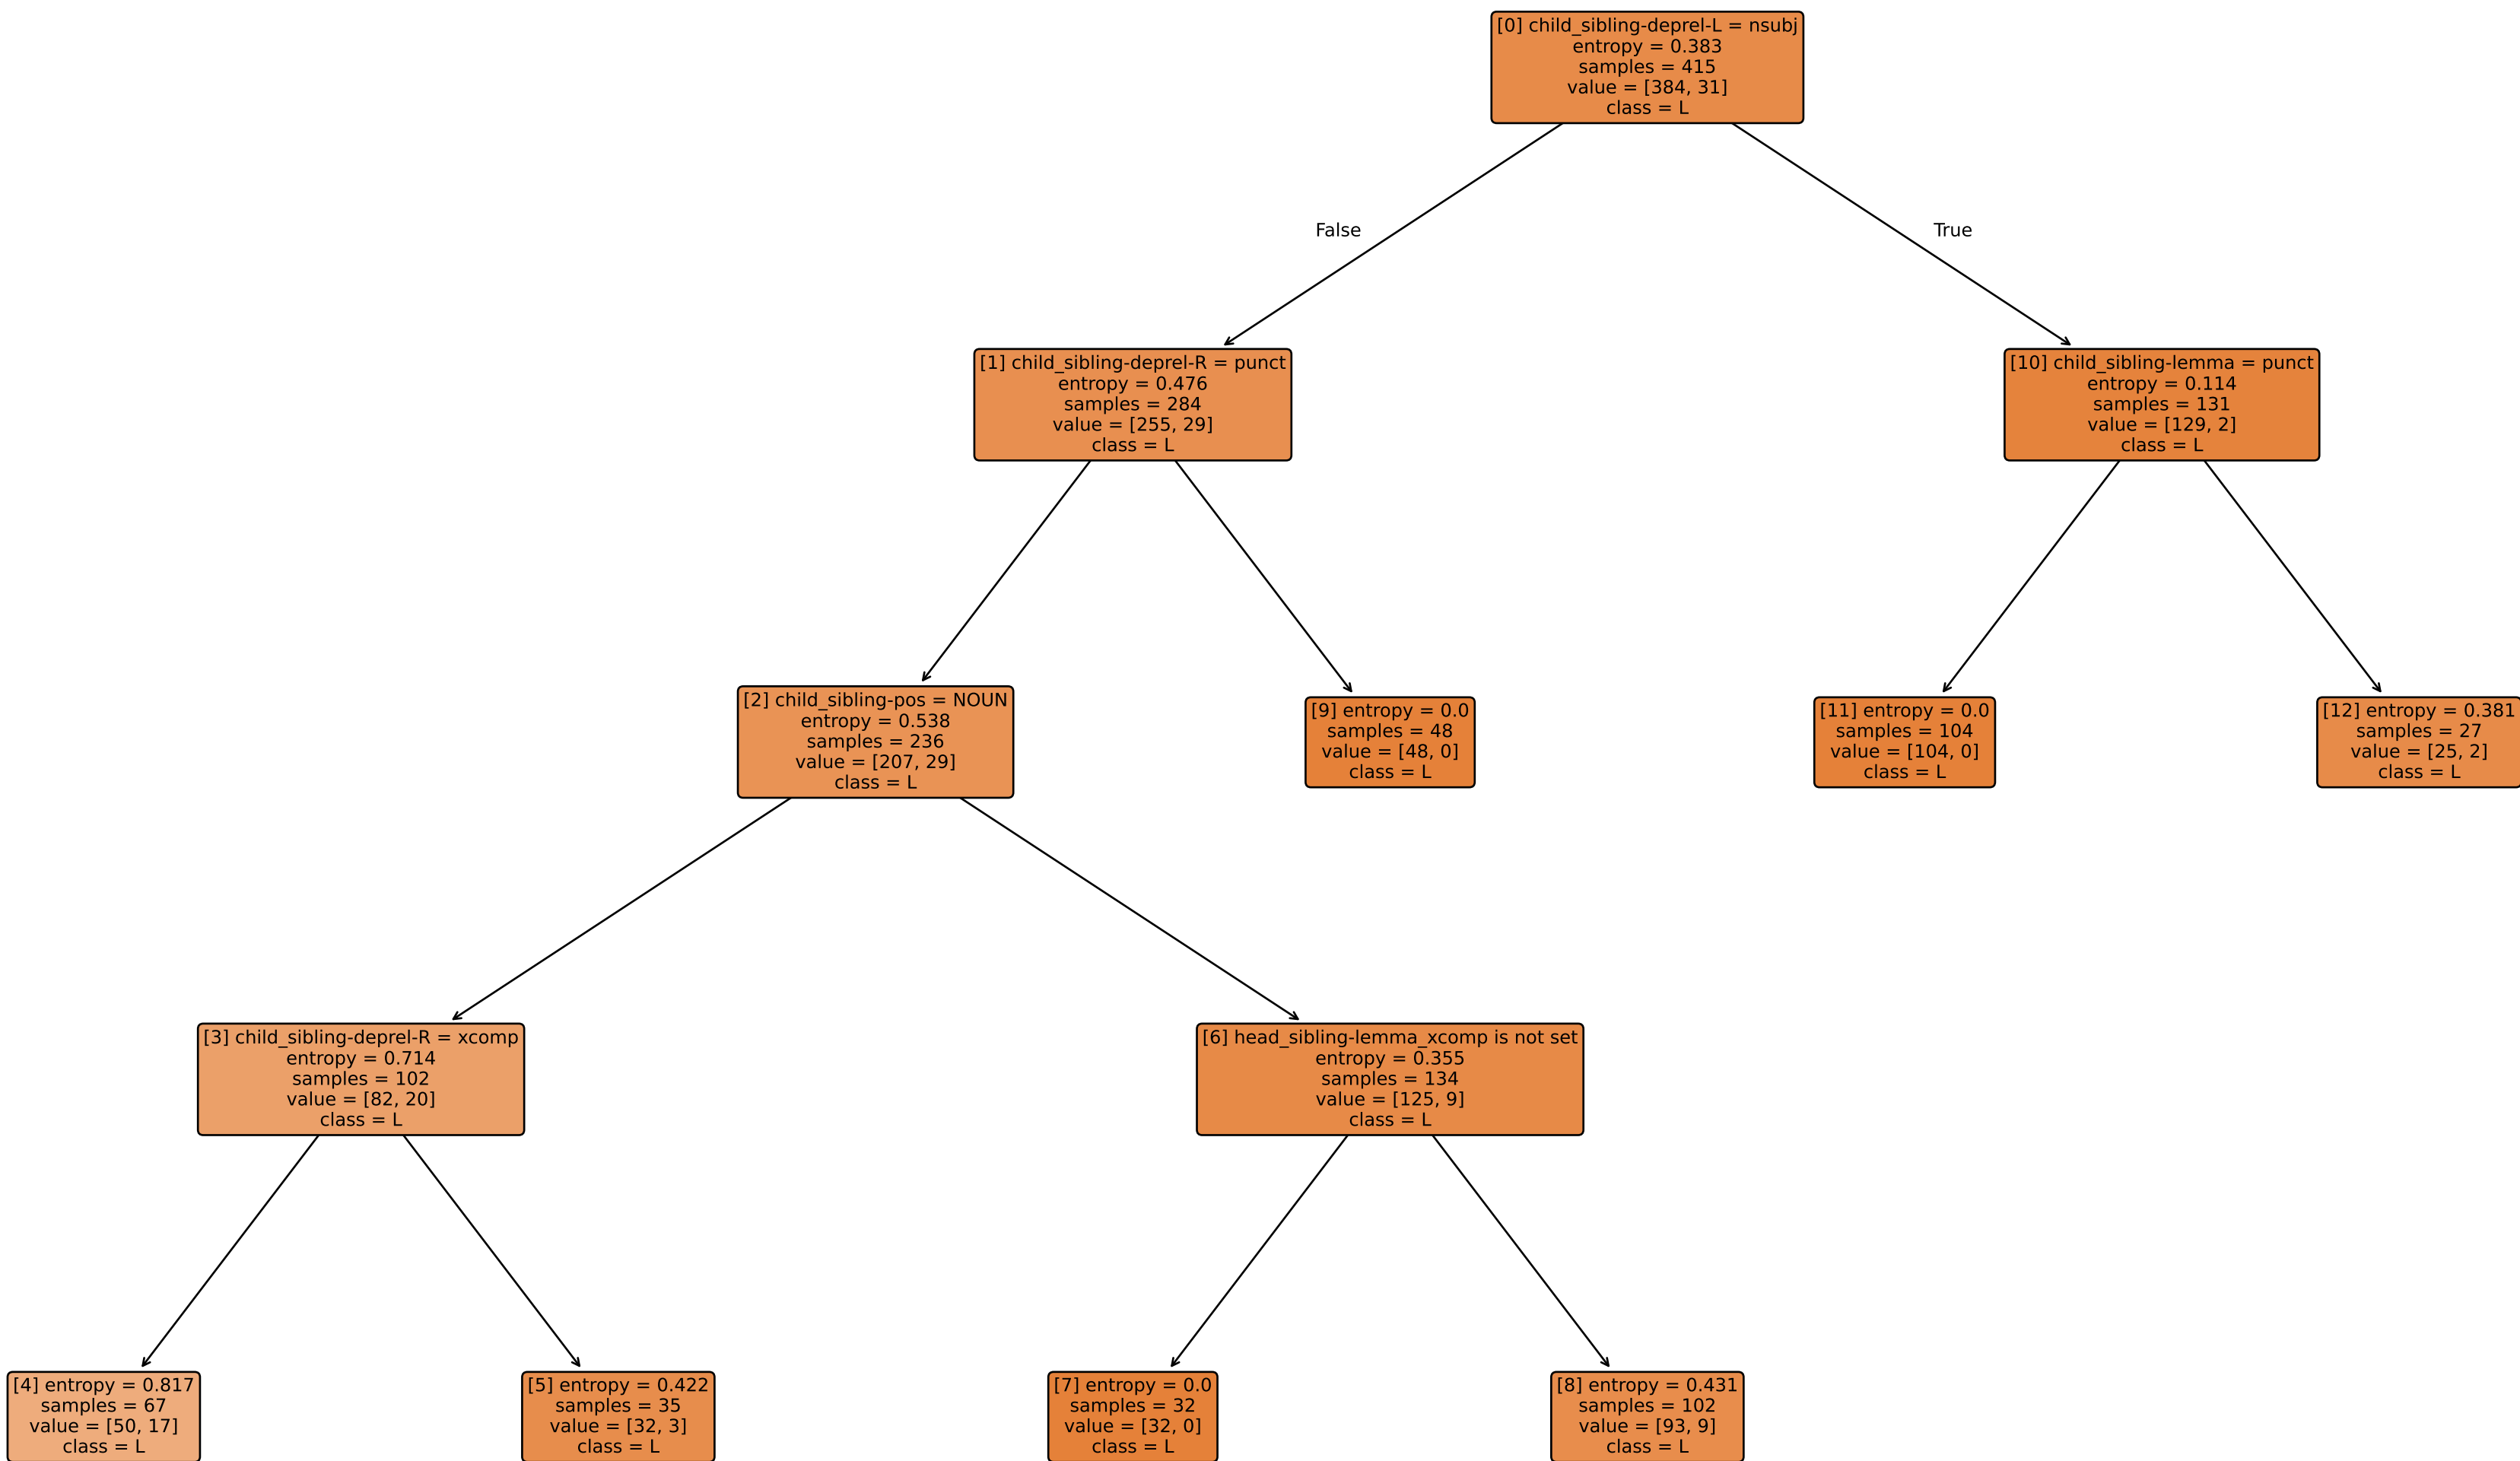 [0] child_sibling-deprel-L = nsubj
entropy = 0.383
samples = 415
value = [384, 31]
class = L
False
True
[1] child_sibling-deprel-R = punct
entropy = 0.476
samples = 284
value = [255, 29]
class = L
[10] child_sibling-lemma = punct
entropy = 0.114
samples = 131
value = [129, 2]
class = L
[2] child_sibling-pos = NOUN
entropy = 0.538
samples = 236
value = [207, 29]
class = L
[9] entropy = 0.0
samples = 48
value = [48, 0]
class = L
[11] entropy = 0.0
samples = 104
value = [104, 0]
class = L
[12] entropy = 0.381
samples = 27
value = [25, 2]
class = L
[3] child_sibling-deprel-R = xcomp
entropy = 0.714
samples = 102
value = [82, 20]
class = L
[6] head_sibling-lemma_xcomp is not set
entropy = 0.355
samples = 134
value = [125, 9]
class = L
[4] entropy = 0.817
samples = 67
value = [50, 17]
class = L
[5] entropy = 0.422
samples = 35
value = [32, 3]
class = L
[7] entropy = 0.0
samples = 32
value = [32, 0]
class = L
[8] entropy = 0.431
samples = 102
value = [93, 9]
class = L